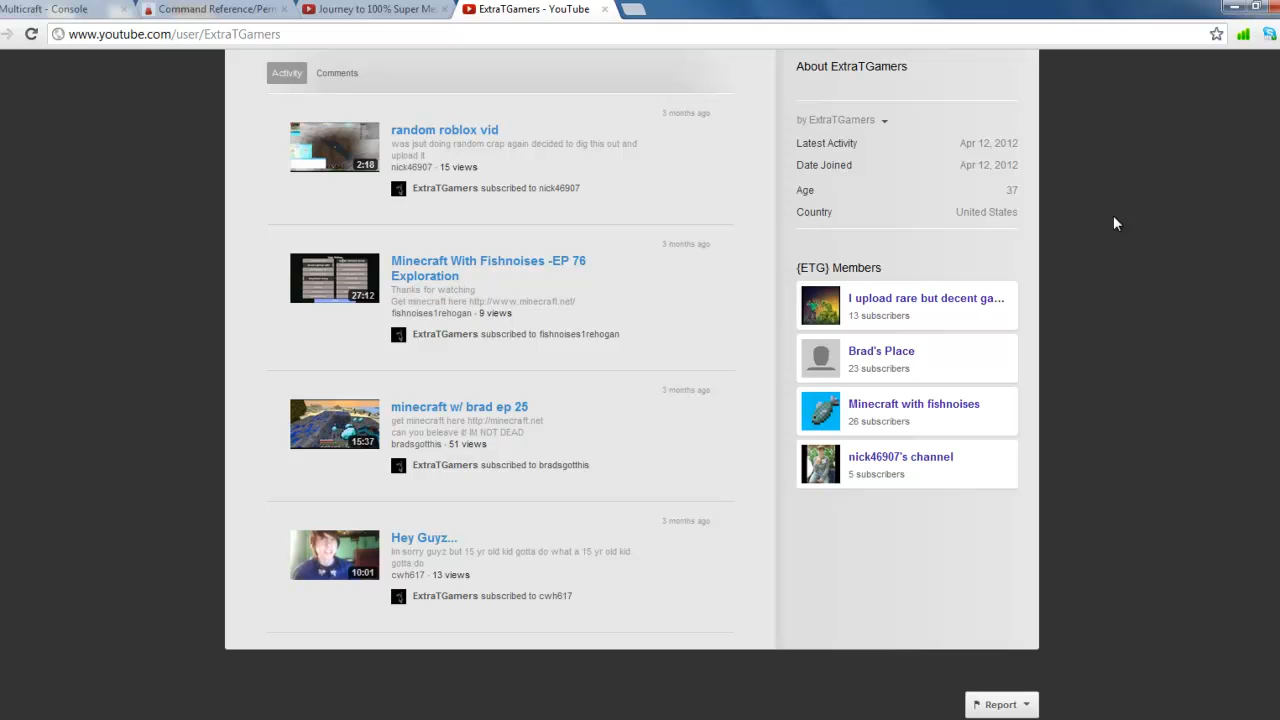 Multicraft - Console
Command Reference/Perm
Journey to 100% Super Me
ExtraTGamers - YouTube
www.youtube.com/user/ExtraTGamers
Activity
Comments
3 months ago
random roblox vid
was jsut doing random crap again decided to dig this out and
upload it
nick46907 · 15 views
2:18
ExtraTGamers subscribed to nick46907
3 months ago
Minecraft With Fishnoises -EP 76
Exploration
Thanks for watching
Get minecraft here http://www.minecraft.net/
fishnoises1rehogan · 9 views
27:12
ExtraTGamers subscribed to fishnoises1rehogan
3 months ago
minecraft w/ brad ep 25
get minecraft here http://minecraft.net
can you beleave it! IM NOT DEAD
bradsgotthis · 51 views
15:37
ExtraTGamers subscribed to bradsgotthis
3 months ago
Hey Guyz...
Im sorry guyz but 15 yr old kid gotta do what a 15 yr old kid.
gotta do
cwh617 · 13 views
10:01
ExtraTGamers subscribed to cwh617
About ExtraTGamers
by ExtraTGamers
Latest Activity Apr 12, 2012
Date Joined Apr 12, 2012
Age 37
Country United States
{ETG} Members
I upload rare but decent ga...
13 subscribers
Brad's Place
23 subscribers
Minecraft with fishnoises
26 subscribers
nick46907's channel
5 subscribers
Report